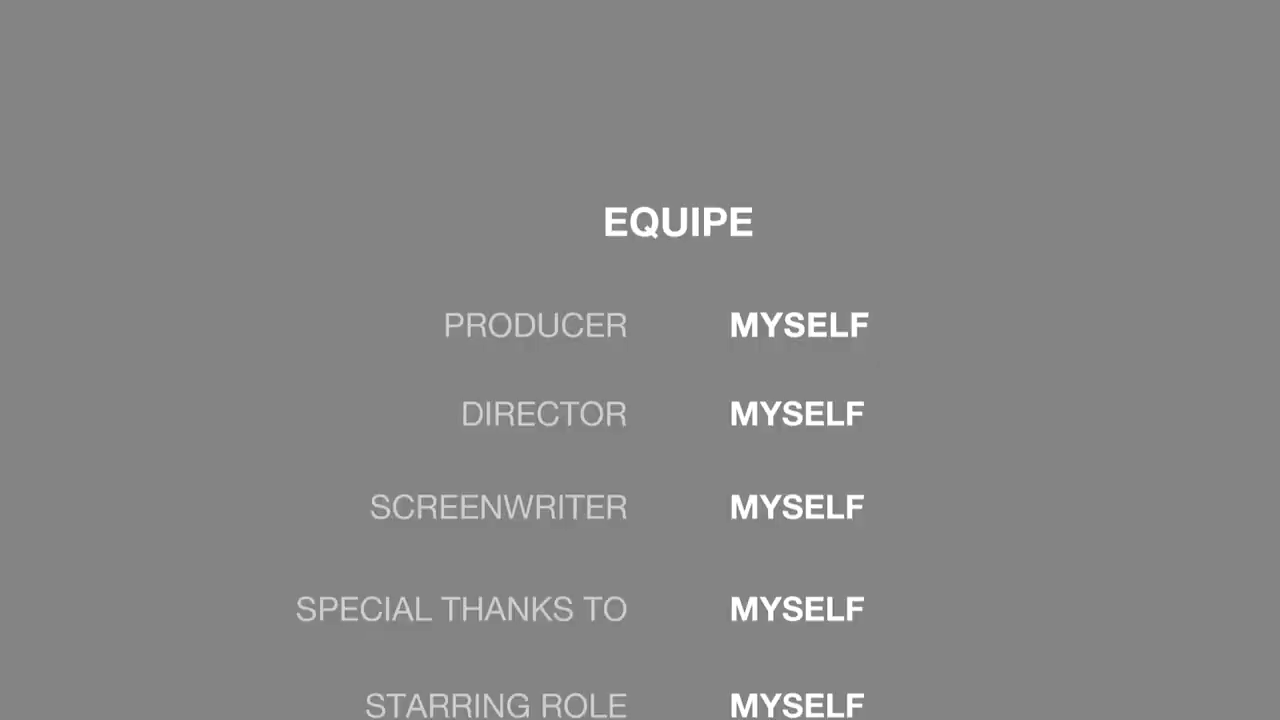 EQUIPE
PRODUCER MYSELF
DIRECTOR MYSELF
SCREENWRITER MYSELF
SPECIAL THANKS TO MYSELF
STARRING ROLE MYSELF